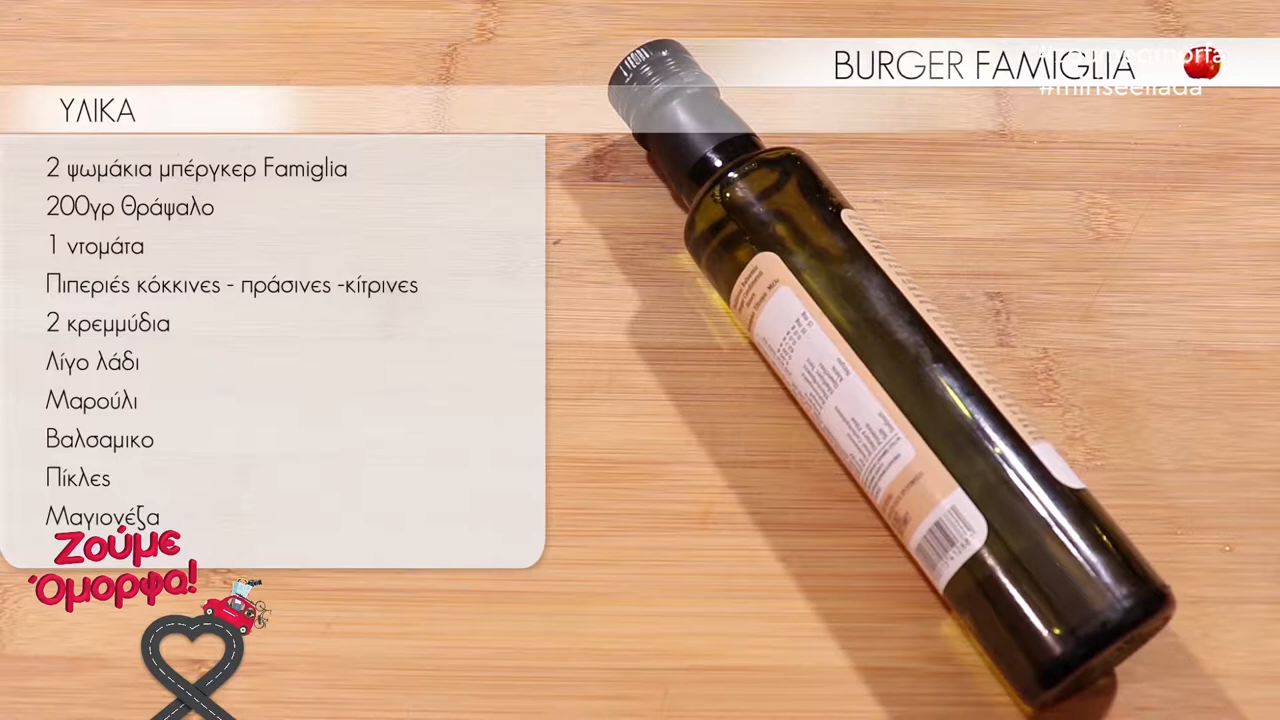 BURGER FAMIGLIA
#miriseellada
ΥΛΙΚΑ
2 ψωμάκια μπέργκερ Famiglia
200γρ Θράψαλο
1 ντομάτα
Πιπεριές κόκκινες - πράσινες -κίτρινες
2 κρεμμύδια
Λίγο λάδι
Μαρούλι
Βαλσαμικο
Πίκλες
Μαγιονέζα
Ζούμε
Όμορφα!